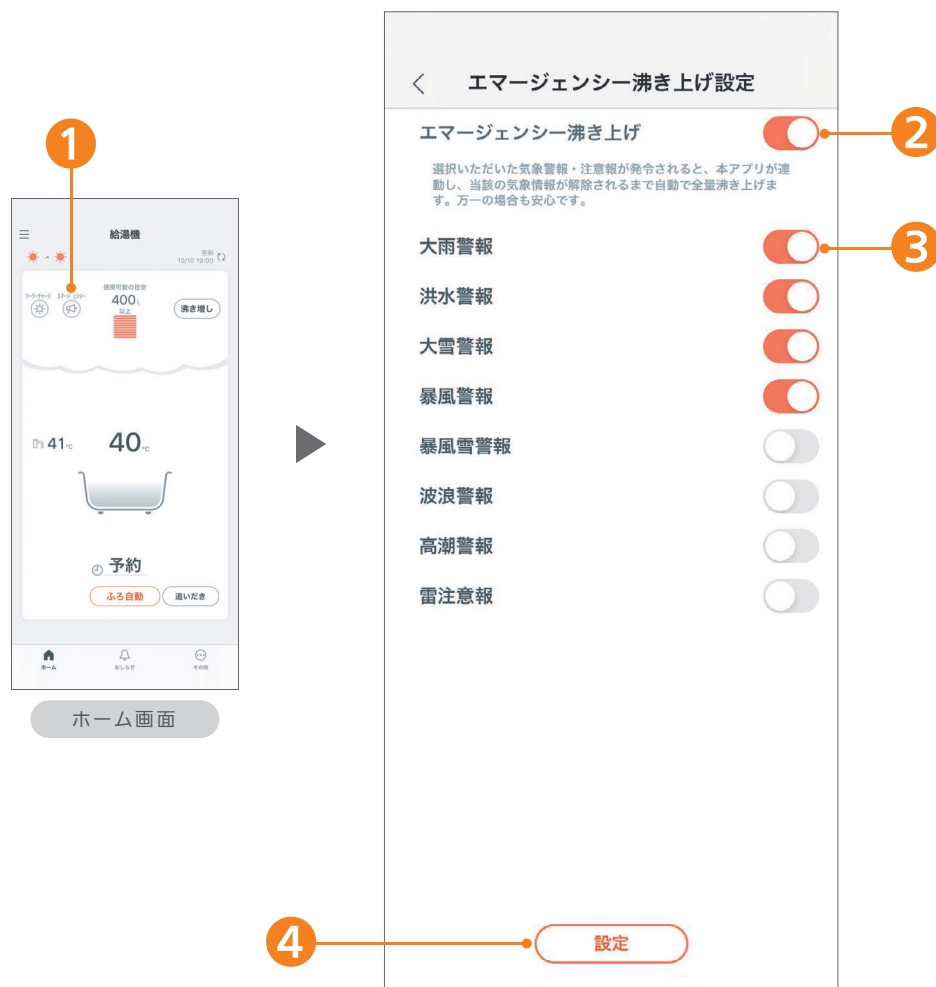 1
給湯機
更新
10/10 19:00
ソーラーチャージ
エマージェンシー
使用可能の目安
400L
以上
沸き増し
41℃
40℃
予約
ふろ自動
追いだき
ホーム
おしらせ
その他
ホーム画面
エマージェンシー沸き上げ設定
エマージェンシー沸き上げ
2
選択いただいた気象警報・注意報が発令されると、本アプリが連
動し、当該の気象情報が解除されるまで自動で全量沸き上げま
す。万一の場合も安心です。
大雨警報
3
洪水警報
大雪警報
暴風警報
暴風雪警報
波浪警報
高潮警報
雷注意報
4
設定